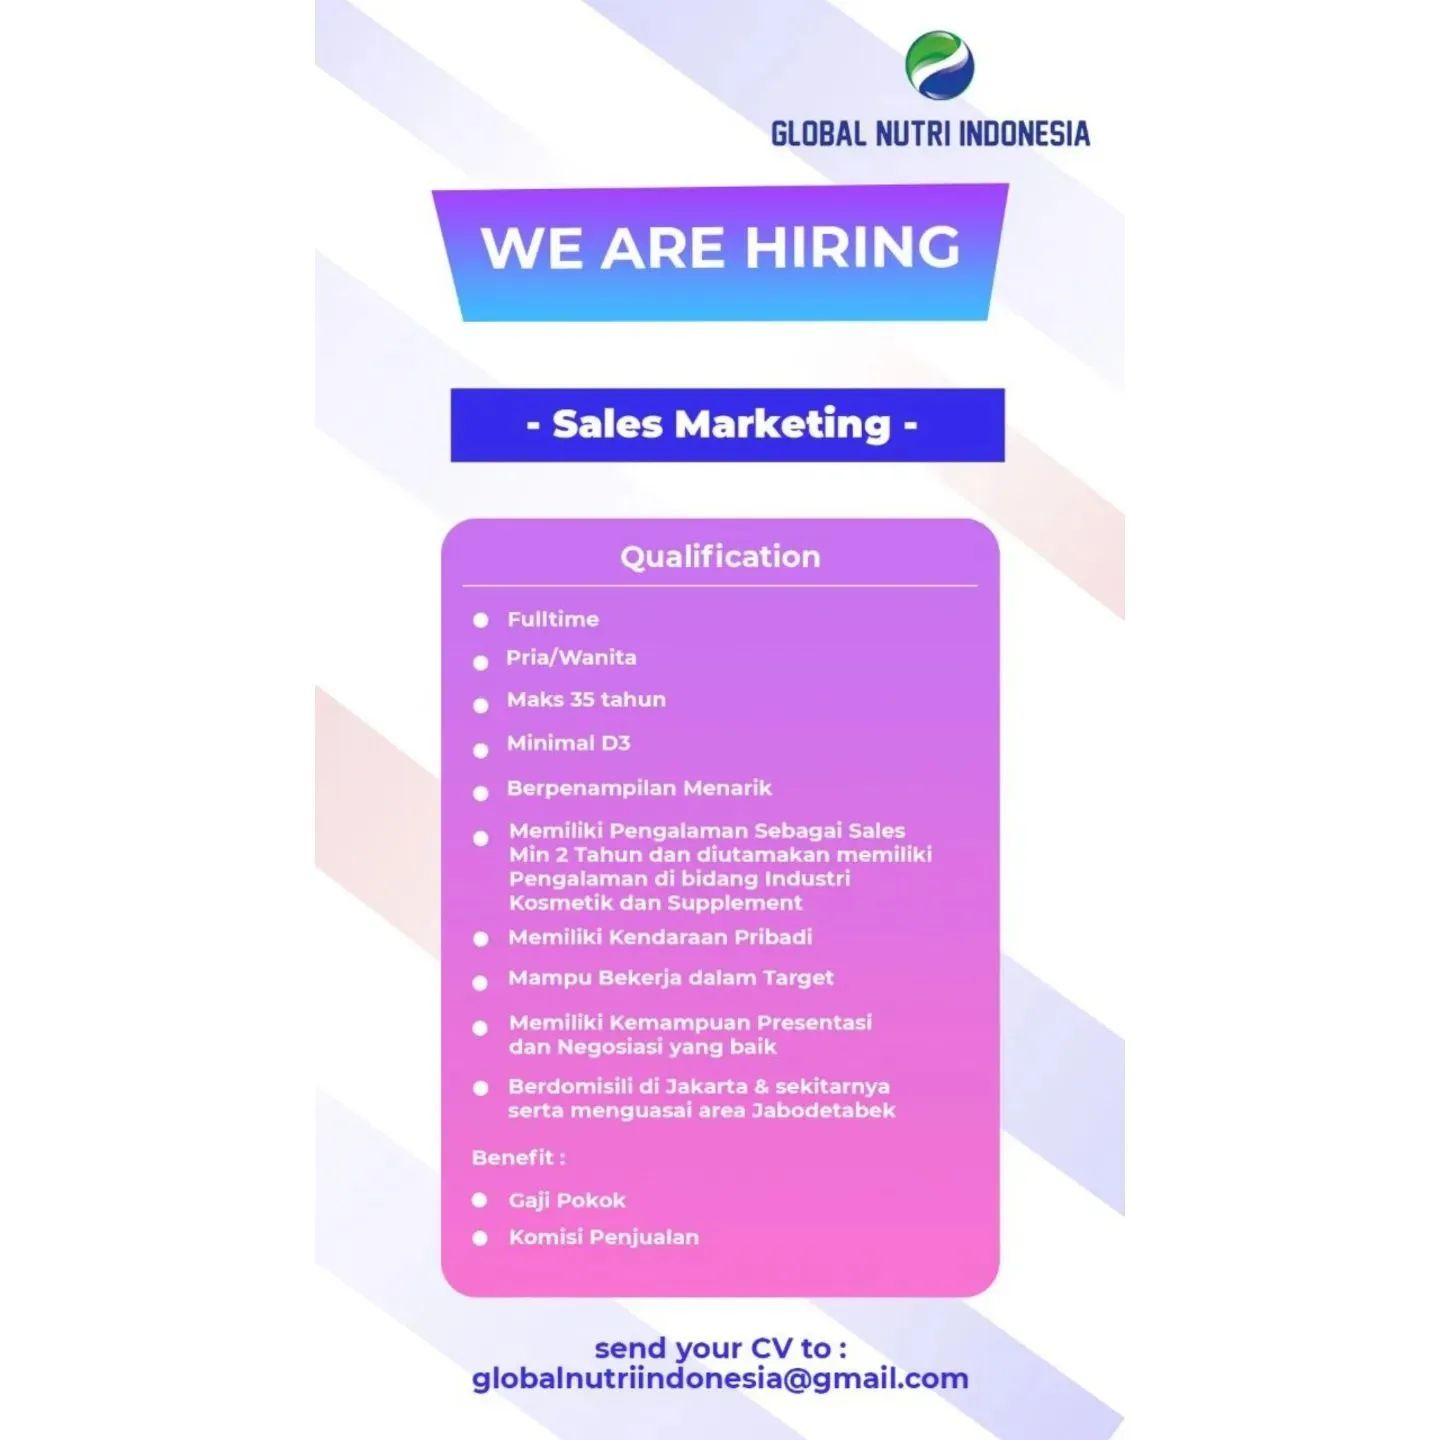 GLOBAL NUTRI INDONESIA
WE ARE HIRING
- Sales Marketing -
Qualification
Fulltime
Pria/Wanita
Maks 35 tahun
Minimal D3
Berpenampilan Menarik
Memiliki Pengalaman Sebagai Sales
Min 2 Tahun dan diutamakan memiliki
Pengalaman di bidang Industri
Kosmetik dan Supplement
Memiliki Kendaraan Pribadi
Mampu Bekerja dalam Target
Memiliki Kemampuan Presentasi
dan Negosiasi yang baik
Berdomisili di Jakarta & sekitarnya
serta menguasai area Jabodetabek
Benefit :
Gaji Pokok
Komisi Penjualan
send your CV to :
globalnutriindonesia@gmail.com